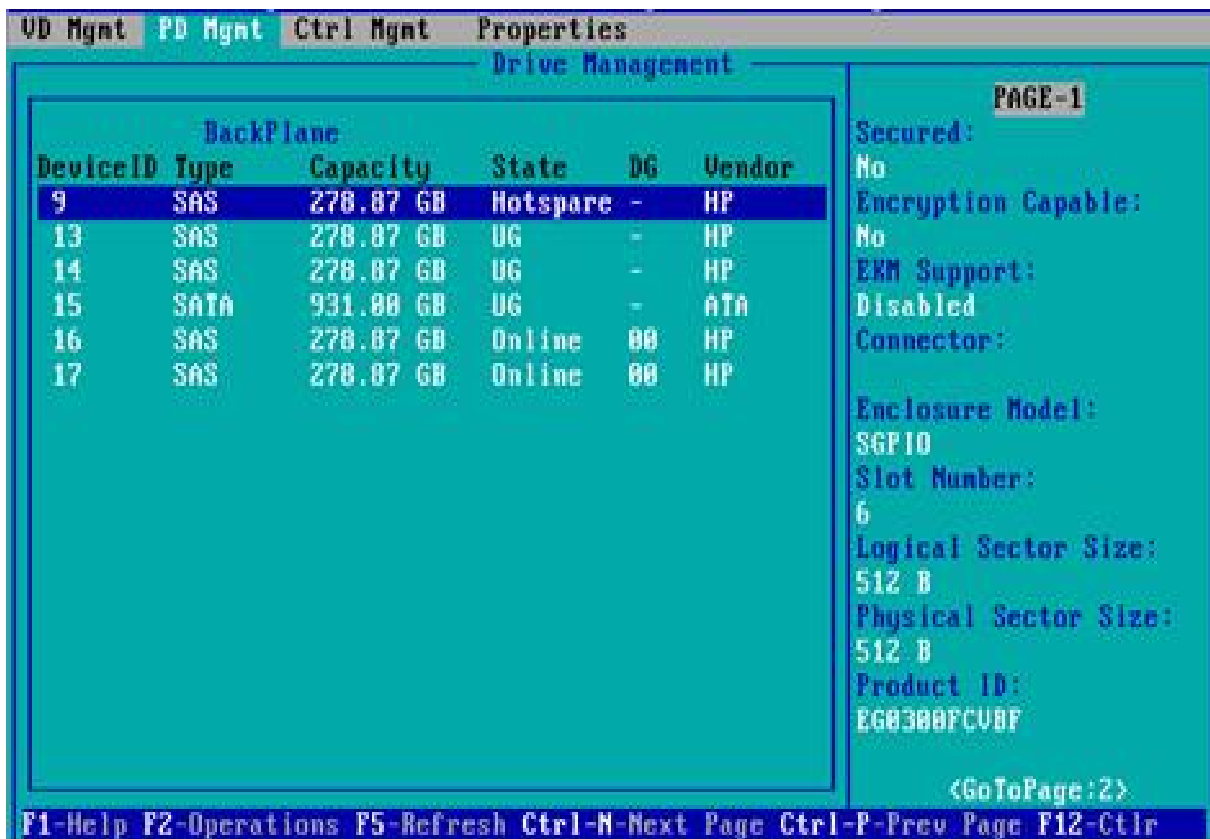 VD Mgmt PD Mgmt Ctrl Mgmt Properties
Drive Management
BackPlane
DeviceID Type Capacity State DG Vendor
9 SAS 278.87 GB Hotspare - HP
13 SAS 278.87 GB UG - HP
14 SAS 278.87 GB UG - HP
15 SATA 931.00 GB UG - ATA
16 SAS 278.87 GB Online 00 HP
17 SAS 278.87 GB Online 00 HP
PAGE-1
Secured:
No
Encryption Capable:
No
EKM Support:
Disabled
Connector:
Enclosure Model:
SGPIO
Slot Number:
6
Logical Sector Size:
512 B
Physical Sector Size:
512 B
Product ID:
EG0300FCVBF
<GoToPage:2>
F1-Help F2-Operations F5-Refresh Ctrl-N-Next Page Ctrl-P-Prev Page F12-Ctlr